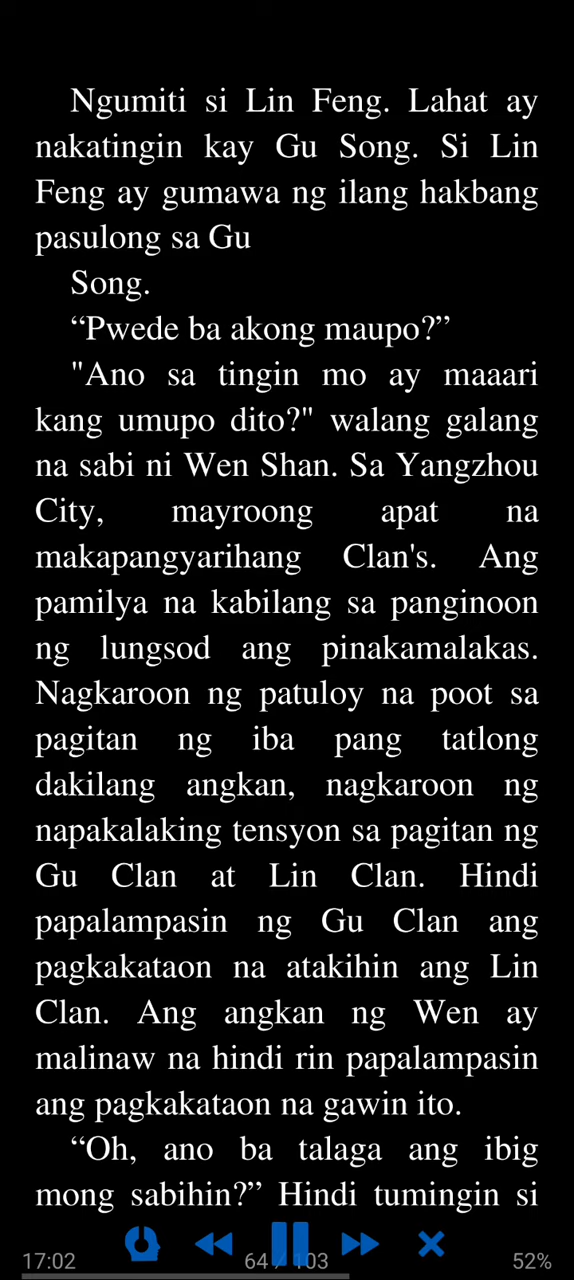 Ngumiti si Lin Feng. Lahat ay
nakatingin kay Gu Song. Si Lin
Feng ay gumawa ng ilang hakbang
pasulong sa Gu
Song.
“Pwede ba akong maupo?”
"Ano sa tingin mo ay maaari
kang umupo dito?" walang galang
na sabi ni Wen Shan. Sa Yangzhou
City, mayroong apat na
makapangyarihang Clan's. Ang
pamilya na kabilang sa panginoon
ng lungsod ang pinakamalakas.
Nagkaroon ng patuloy na poot sa
pagitan ng iba pang tatlong
dakilang angkan, nagkaroon ng
napakalaking tensyon sa pagitan ng
Gu Clan at Lin Clan. Hindi
papalampasin ng Gu Clan ang
pagkakataon na atakihin ang Lin
Clan. Ang angkan ng Wen ay
malinaw na hindi rin papalampasin
ang pagkakataon na gawin ito.
“Oh, ano ba talaga ang ibig
mong sabihin?” Hindi tumingin si
17:02 64 / 103 52%